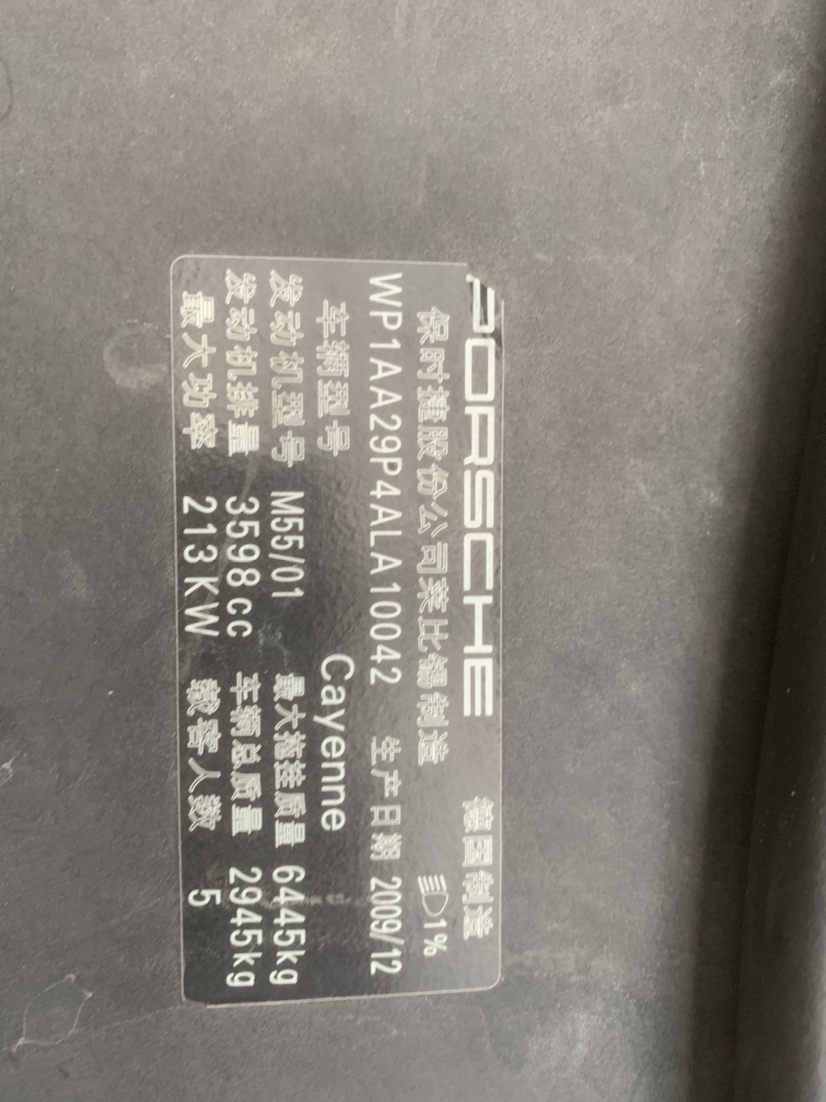 PORSCHE 德国制造
保时捷股份公司莱比锡制造 1%
WP1AA29P4ALA10042 生产日期 2009/12
车辆型号 Cayenne
发动机型号 M55/01 最大拖挂质量 6445kg
发动机排量 3598cc 车辆总质量 2945kg
最大功率 213KW 载客人数 5